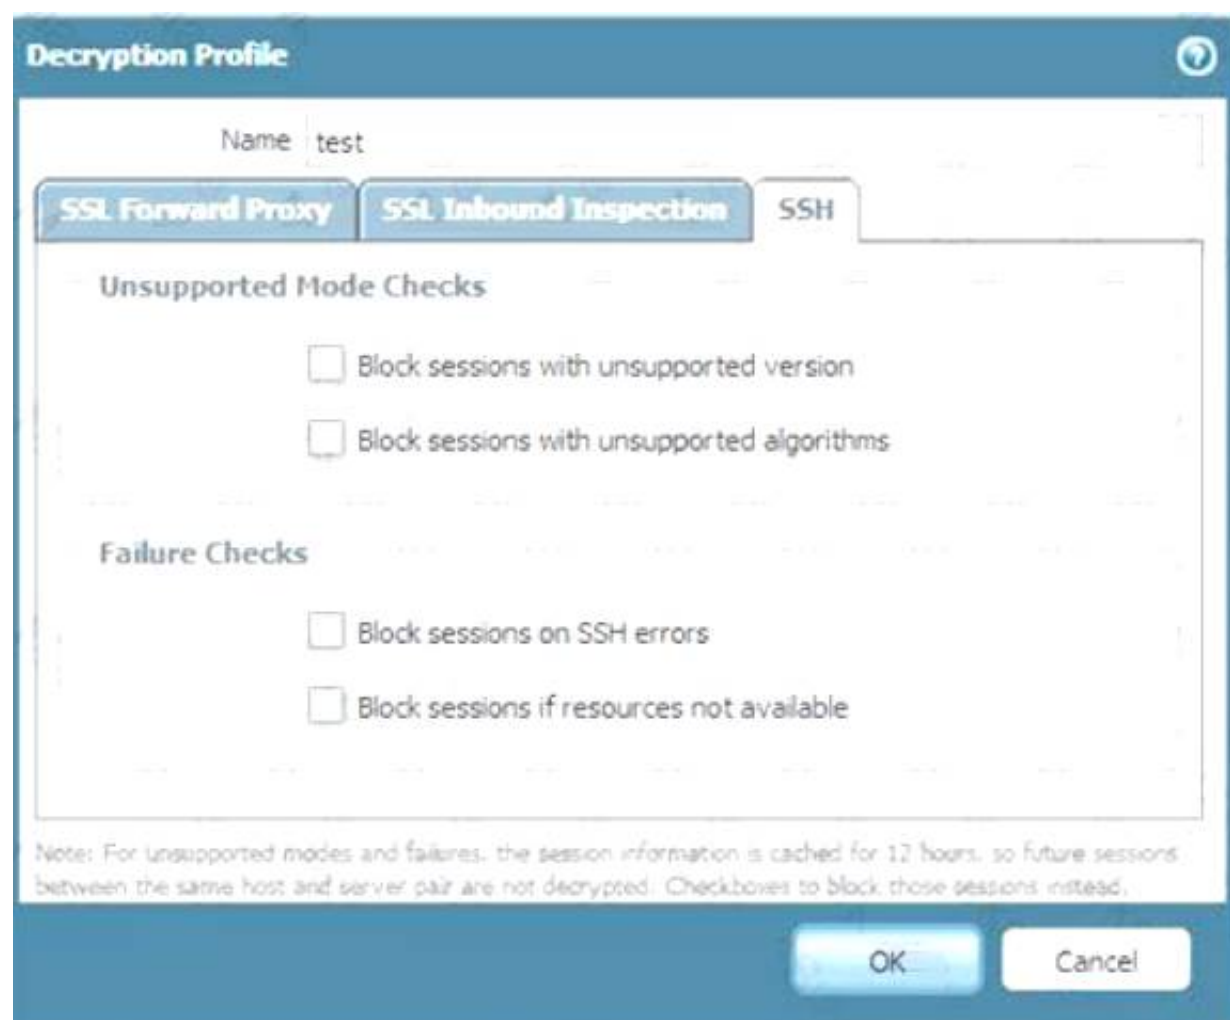 Decryption Profile
Name test
SSL Forward Proxy SSL Inbound Inspection SSH
Unsupported Mode Checks
Block sessions with unsupported version
Block sessions with unsupported algorithms
Failure Checks
Block sessions on SSH errors
Block sessions if resources not available
Note: For unsupported modes and failures, the session information is cached for 12 hours, so future sessions
between the same host and server pair are not decrypted. Checkboxes to block those sessions instead.
OK Cancel